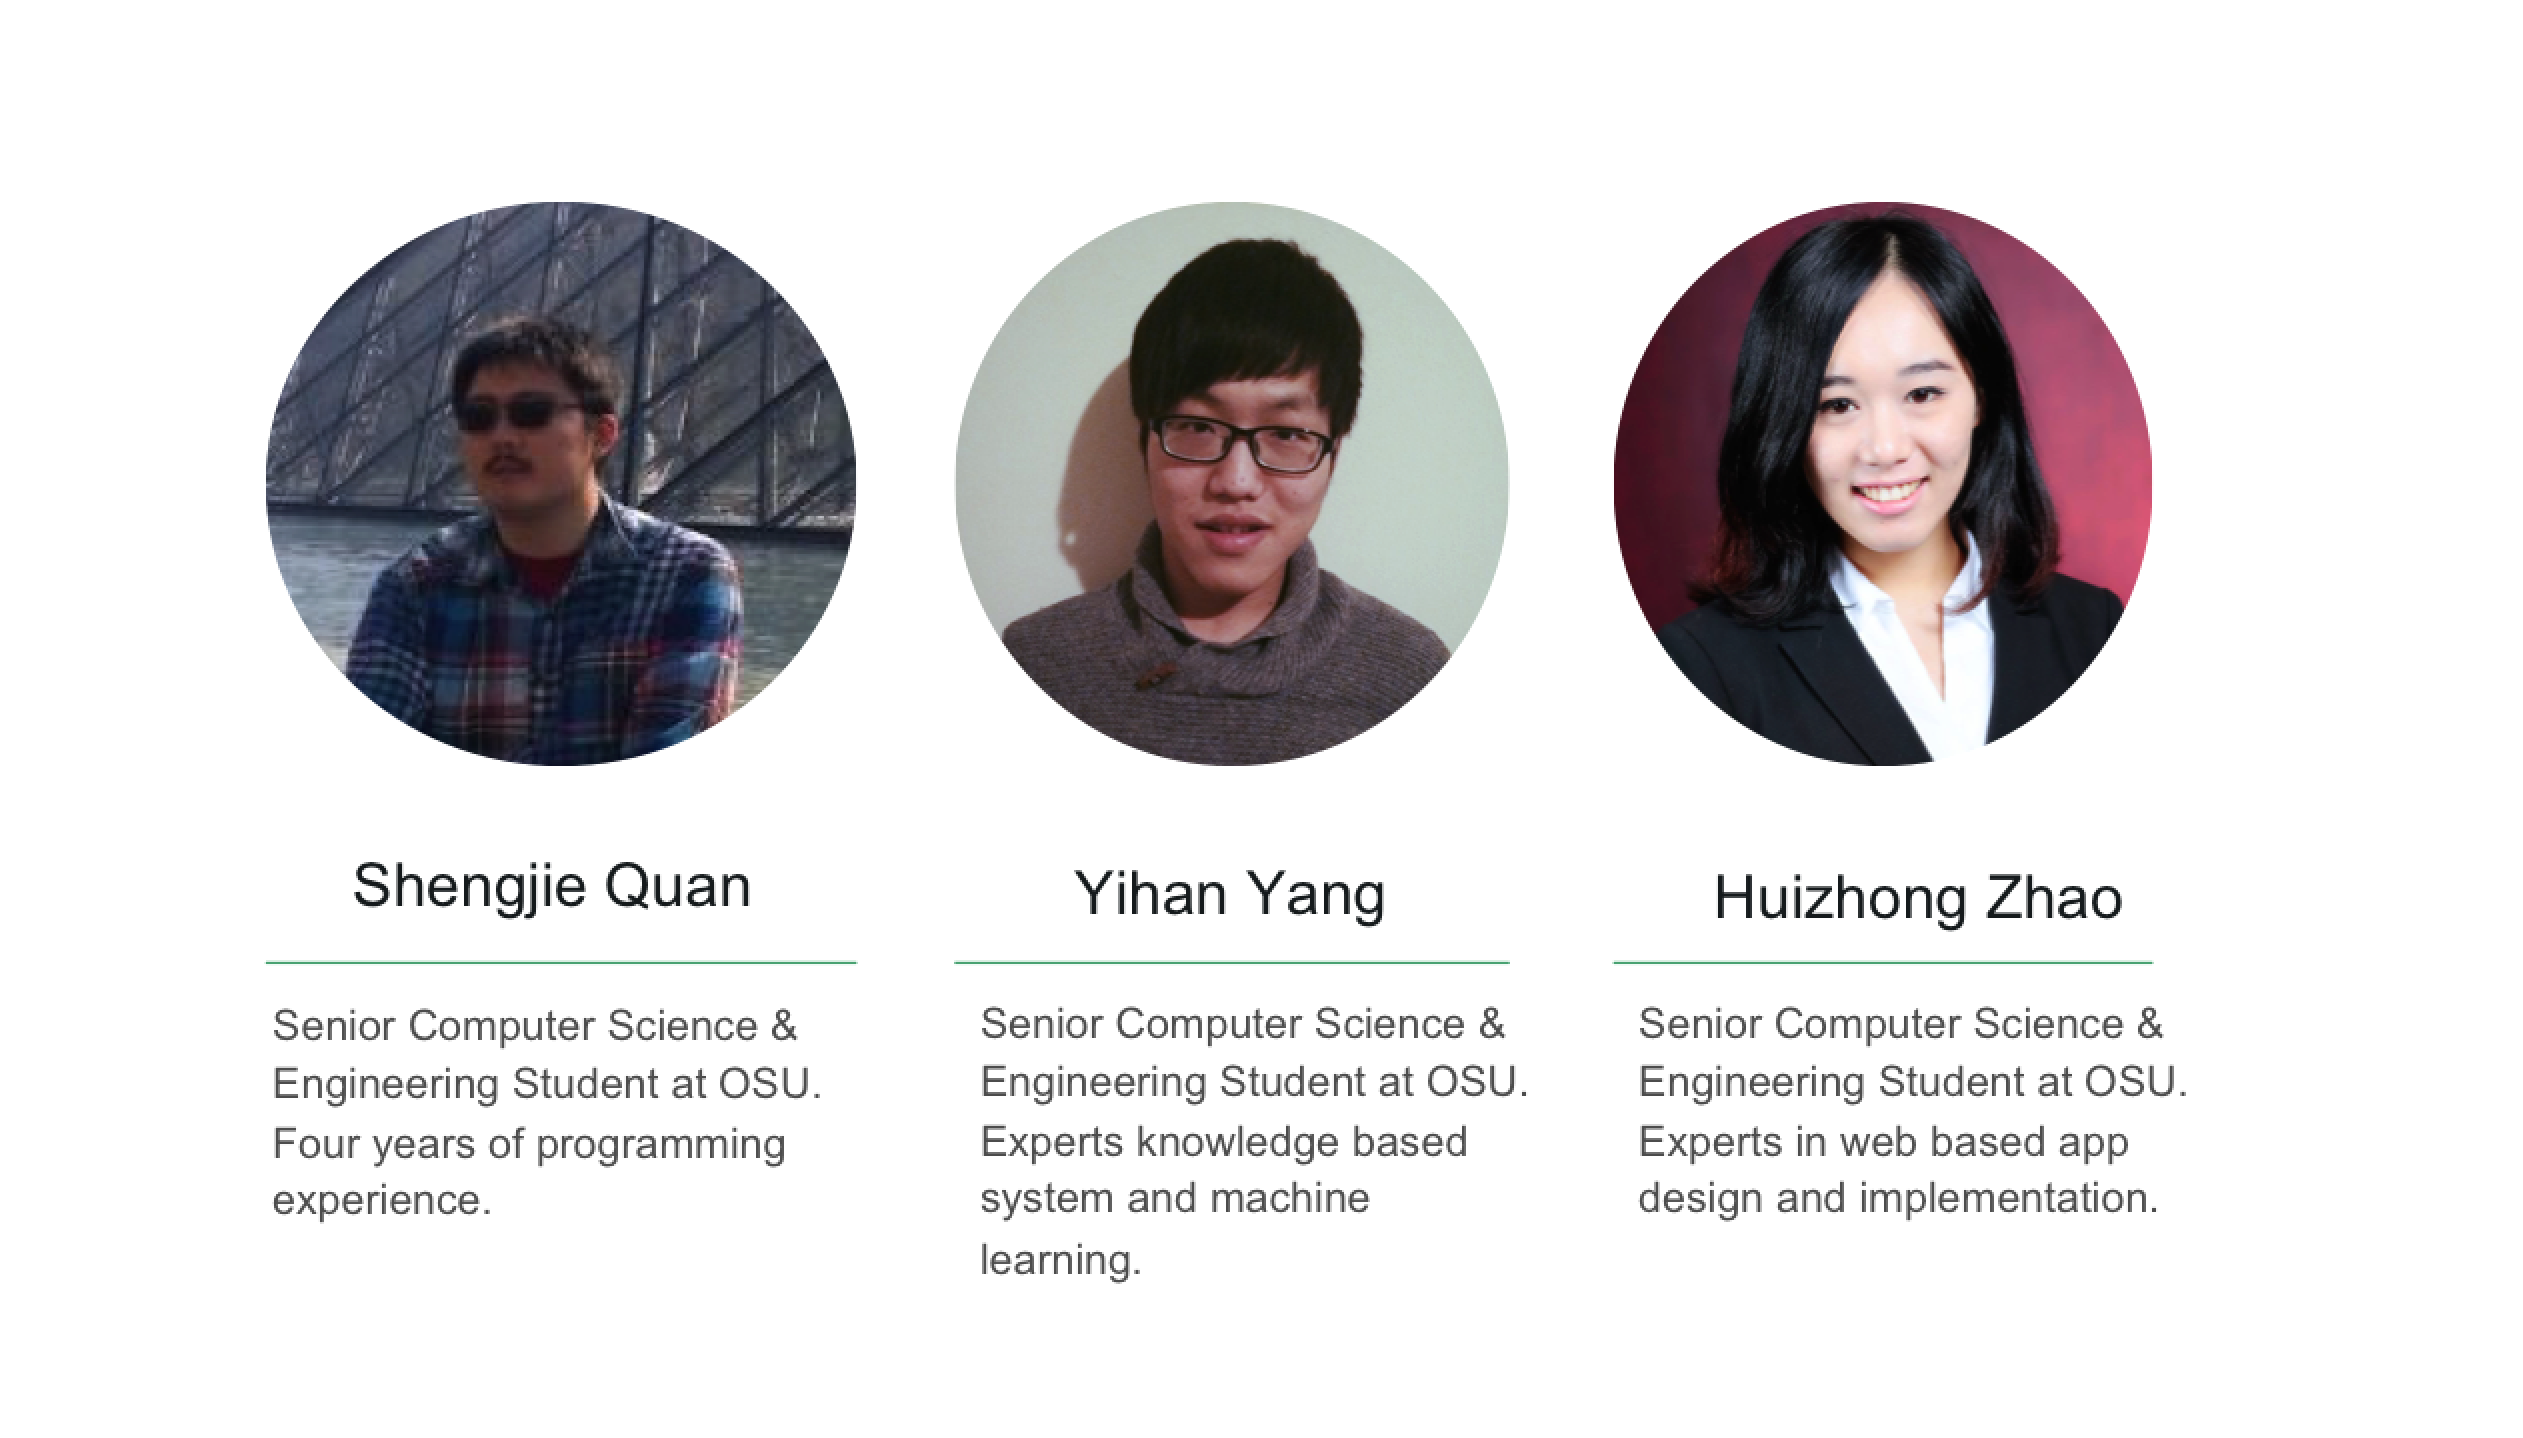 Shengjie Quan
Senior Computer Science &
Engineering Student at OSU.
Four years of programming
experience.
Yihan Yang
Senior Computer Science &
Engineering Student at OSU.
Experts knowledge based
system and machine
learning.
Huizhong Zhao
Senior Computer Science &
Engineering Student at OSU.
Experts in web based app
design and implementation.